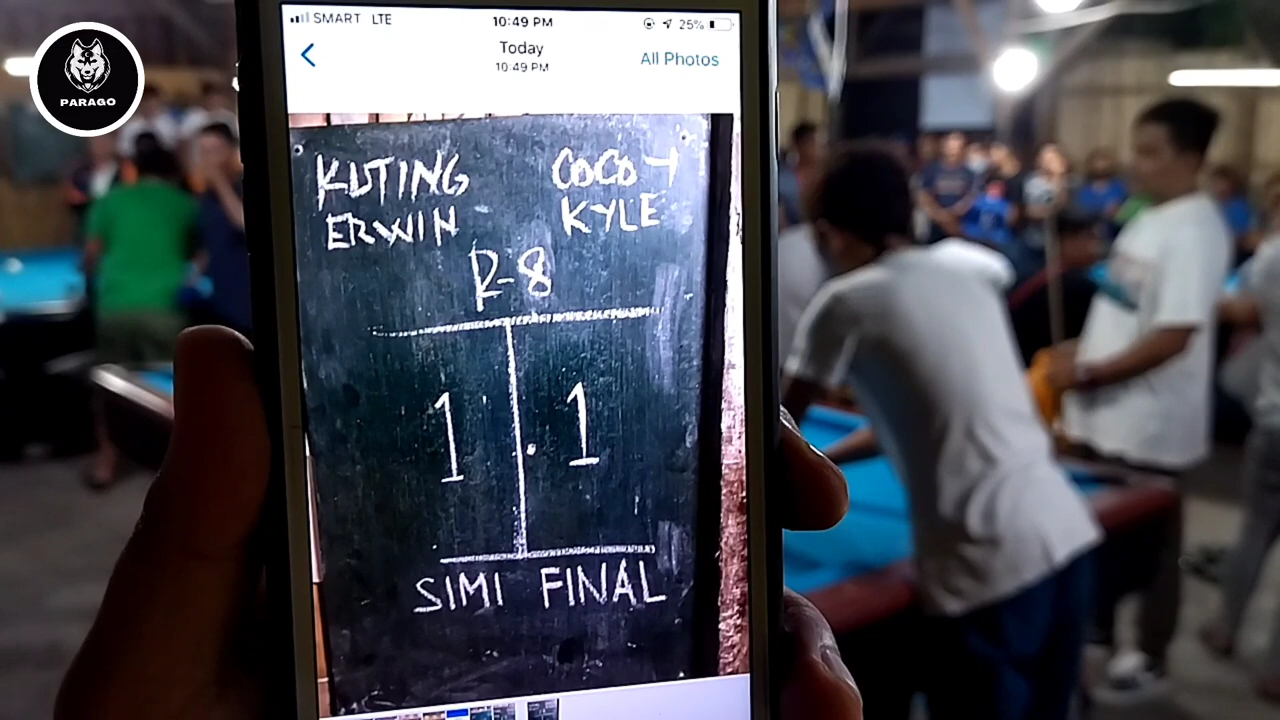 PARAGO
SMART LTE 10:49 PM 25%
Today
10:49 PM
All Photos
KUTING
ERWIN
COCO-1
KYLE
R-8
1 . 1
SIMI FINAL